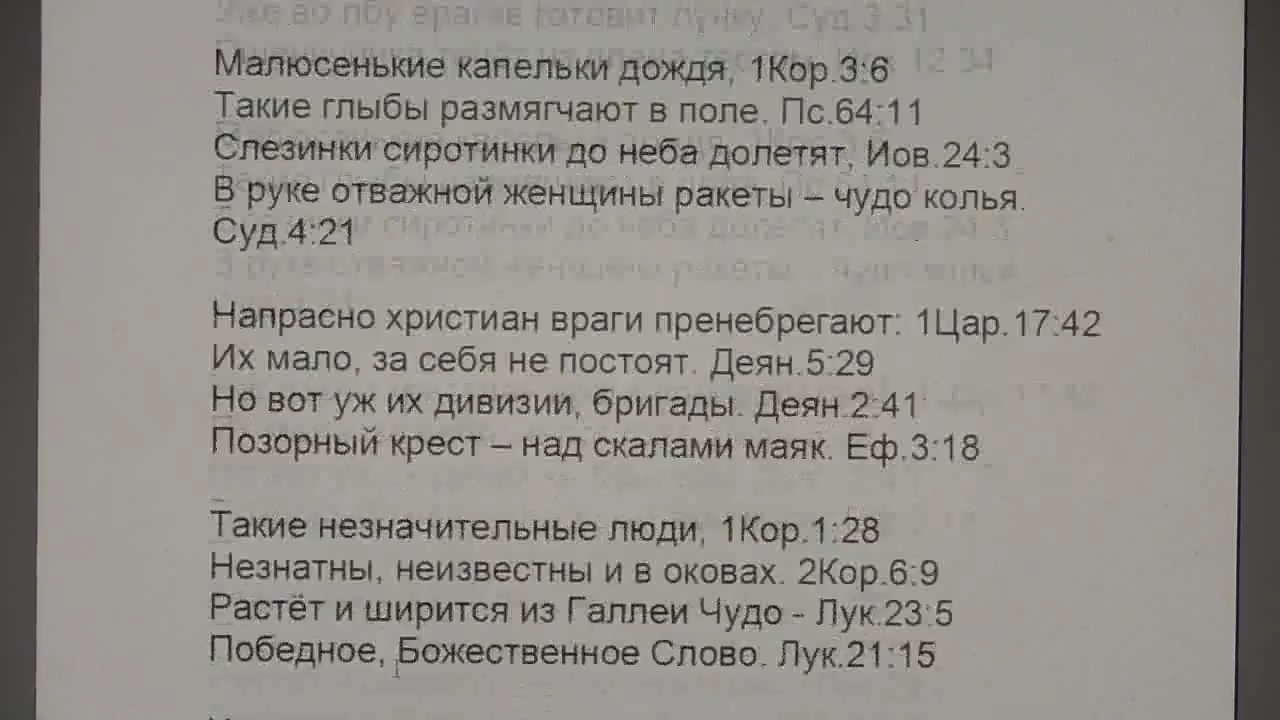 Малюсенькие капельки дождя, 1Кор.3:6
Такие глыбы размягчают в поле. Пс.64:11
Слезинки сиротинки до неба долетят, Иов.24:3
В руке отважной женщины ракеты – чудо колья.
Суд.4:21
Напрасно христиан враги пренебрегают: 1Цар.17:42
Их мало, за себя не постоят. Деян.5:29
Но вот уж их дивизии, бригады. Деян.2:41
Позорный крест – над скалами маяк. Еф.3:18
Такие незначительные люди, 1Кор.1:28
Незнатны, неизвестны и в оковах. 2Кор.6:9
Растёт и ширится из Галлеи Чудо - Лук.23:5
Победное, Божественное Слово. Лук.21:15